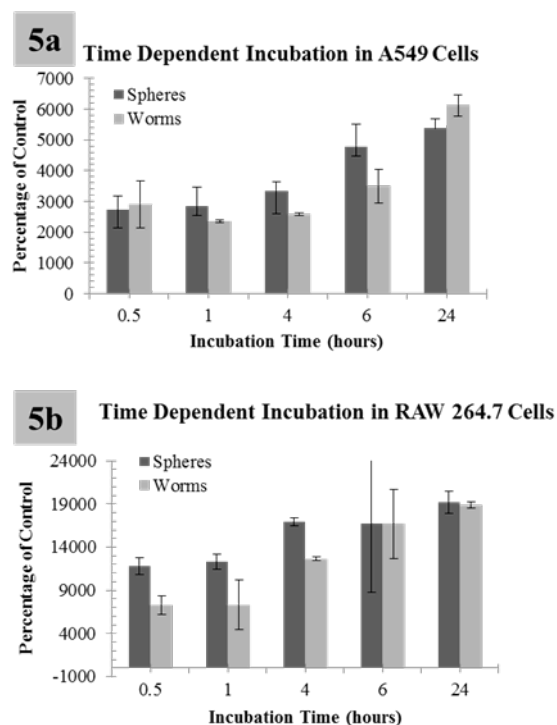 5a
Time Dependent Incubation in A549 Cells
Percentage of Control
7000
6000
5000
4000
3000
2000
1000
0
Spheres
Worms
0.5 1 4 6 24
Incubation Time (hours)
5b
Time Dependent Incubation in RAW 264.7 Cells
Percentage of Control
24000
19000
14000
9000
4000
-1000
Spheres
Worms
0.5 1 4 6 24
Incubation Time (hours)